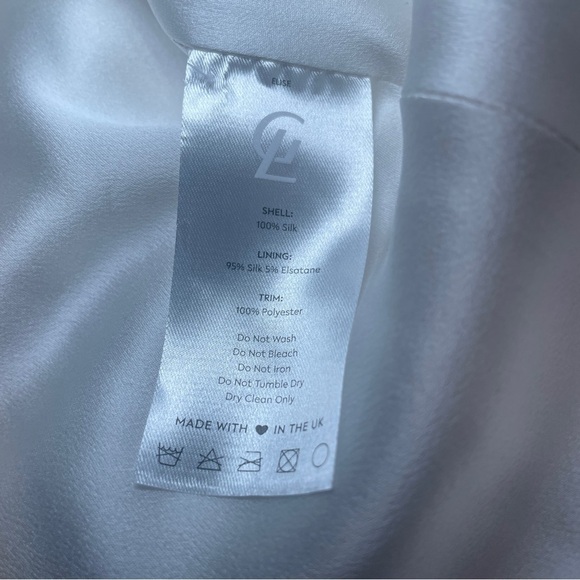 ELISE
SHELL:
100% Silk
LINING:
95% Silk 5% Elsatane
TRIM:
100% Polyester
Do Not Wash
Do Not Bleach
Do Not Iron
Do Not Tumble Dry
Dry Clean Only
MADE WITH ♥ IN THE UK